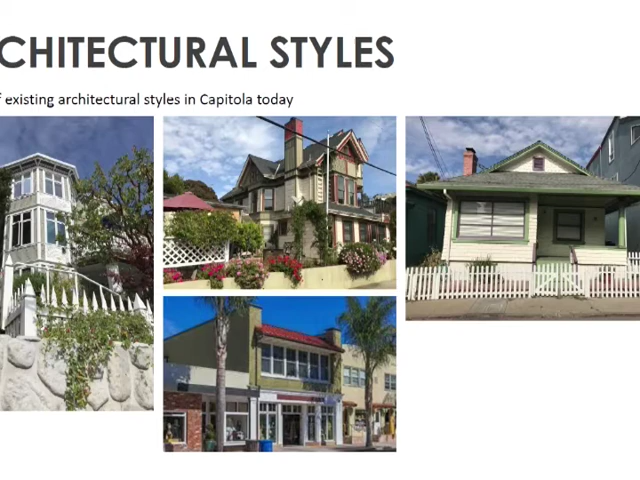 CHITECTURAL STYLES
existing architectural styles in Capitola today